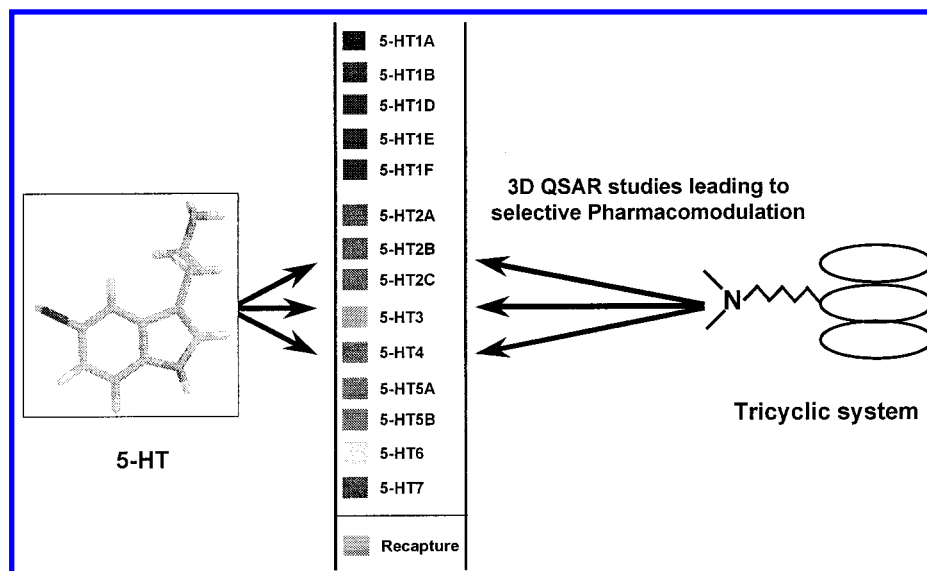 5-HT1A
5-HT1B
5-HT1D
5-HT1E
5-HT1F
5-HT2A
5-HT2B
5-HT2C
5-HT3
5-HT4
5-HT5A
5-HT5B
5-HT6
5-HT7
Recapture
5-HT
3D QSAR studies leading to
selective Pharmacomodulation
N
Tricyclic system